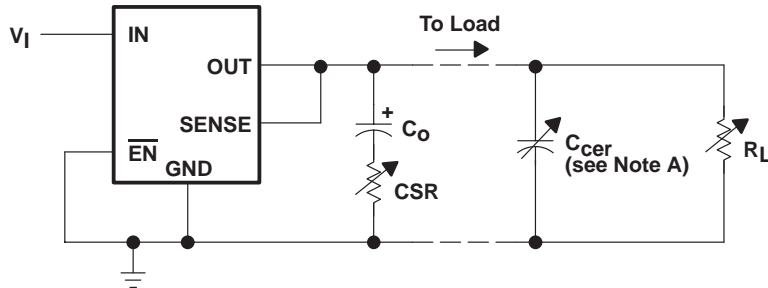 To Load
VI
IN
OUT
+
Co
SENSE
Ccer
(see Note A)
RL
EN
GND
CSR